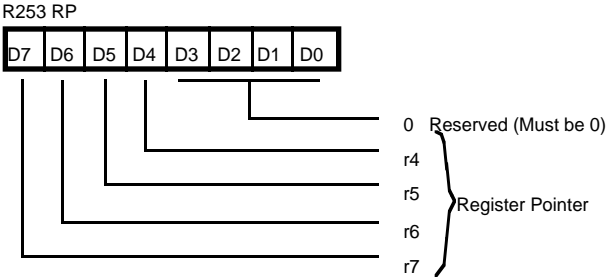 R253 RP
D7 D6 D5 D4 D3 D2 D1 D0
0 Reserved (Must be 0)
r4
r5
Register Pointer
r6
r7